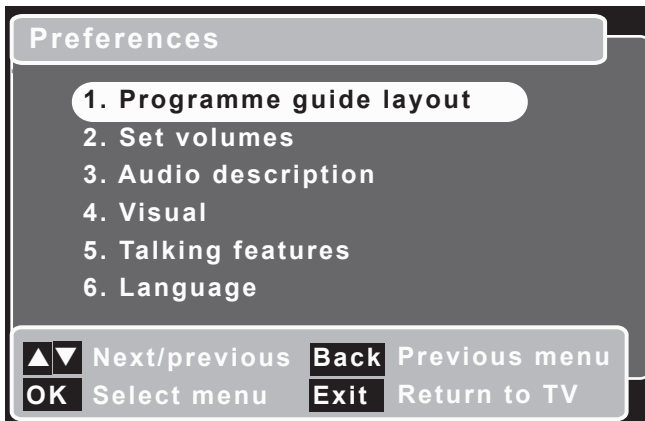 Preferences
1. Programme guide layout
2. Set volumes
3. Audio description
4. Visual
5. Talking features
6. Language
▲▼ Next/previous Back Previous menu
OK Select menu Exit Return to TV